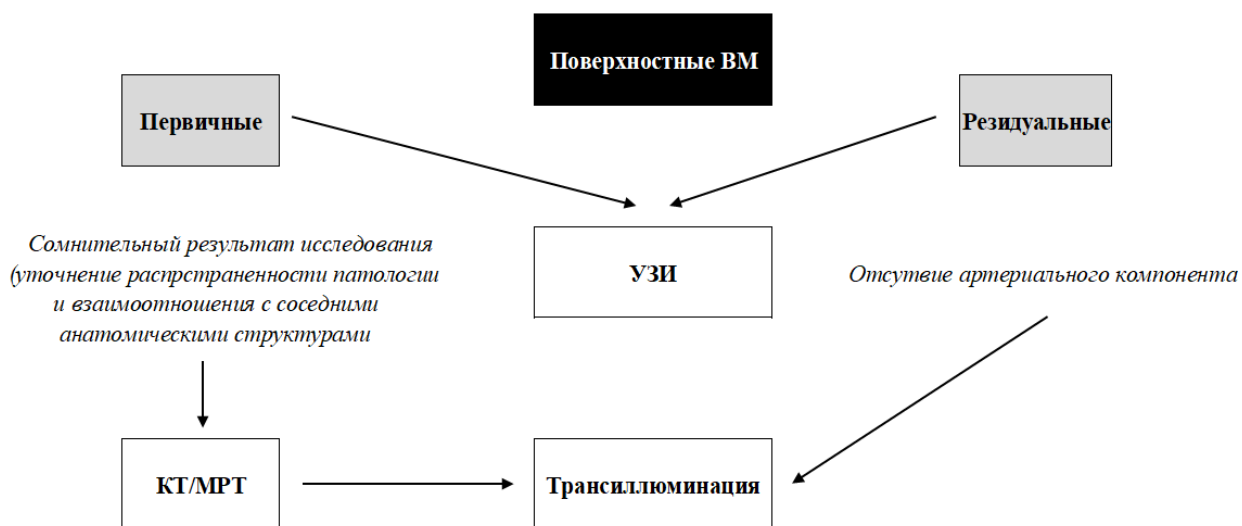 Поверхностные ВМ
Первичные
Резидуальные
Сомнительный результат исследования
(уточнение распрстраненности патологии
и взаимоотношения с соседними
анатомическими структурами
УЗИ
Отсутвие артериального компонента
КТ/МРТ
Трансиллюминация